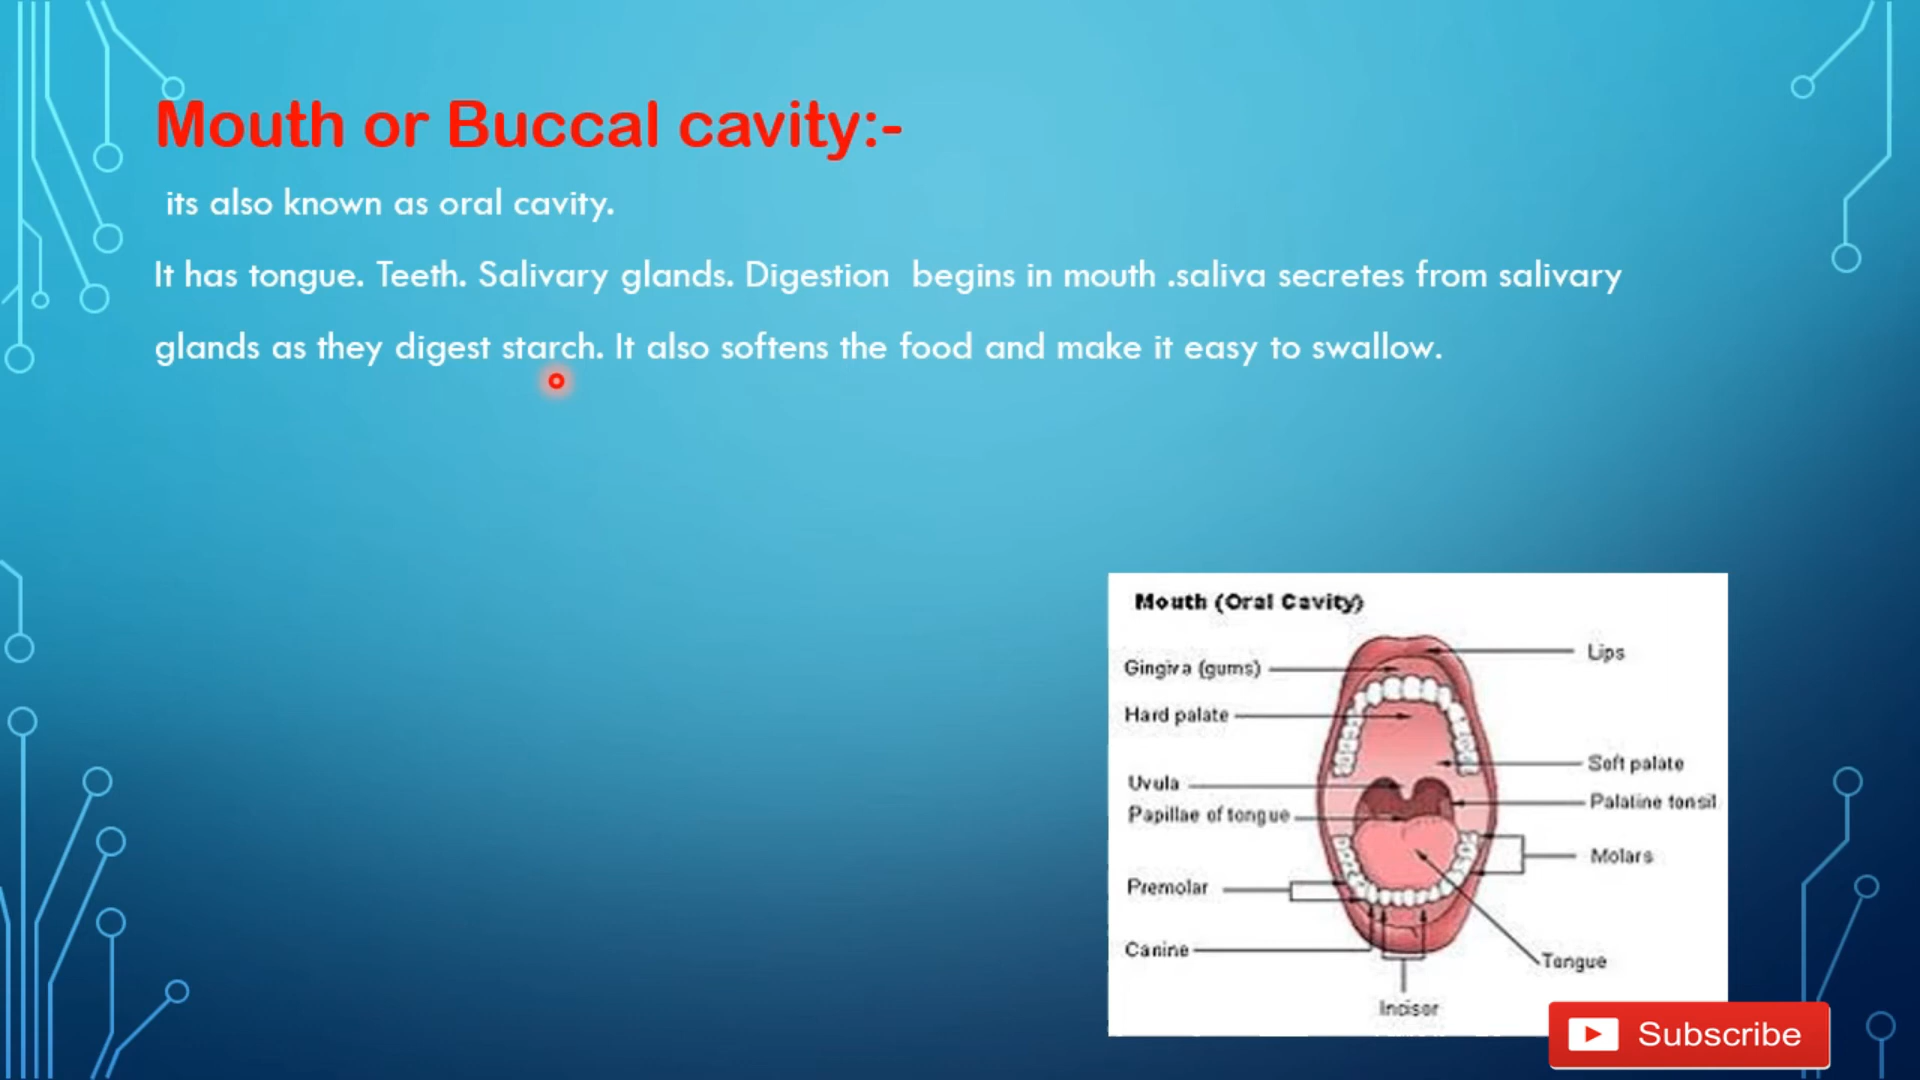 Mouth or Buccal cavity:-
its also known as oral cavity.
It has tongue. Teeth. Salivary glands. Digestion  begins in mouth .saliva secretes from salivary
glands as they digest starch. It also softens the food and make it easy to swallow.
Mouth (Oral Cavity)
Lips
Gingiva (gums)
Hard palate
Soft palate
Uvula
Palatine tonsil
Papillae of tongue
Molars
Premolar
Canine
Tongue
Incisor
Subscribe